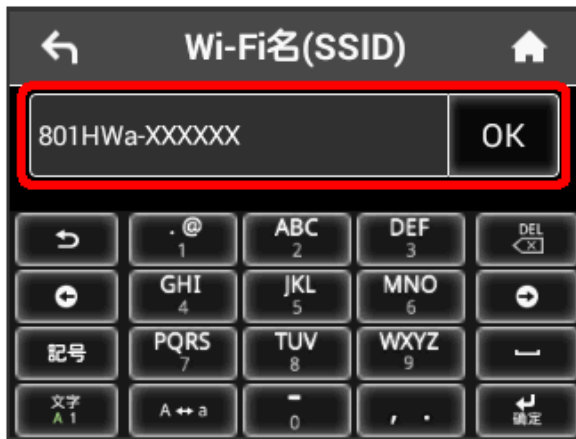 Wi-Fi名(SSID)
801HWa-XXXXXX OK
.@ ABC DEF DEL
1 2 3
GHI JKL MNO
4 5 6
記号 PQRS TUV WXYZ
7 8 9
文字 A ↔ a - , . 确定
A 1 0